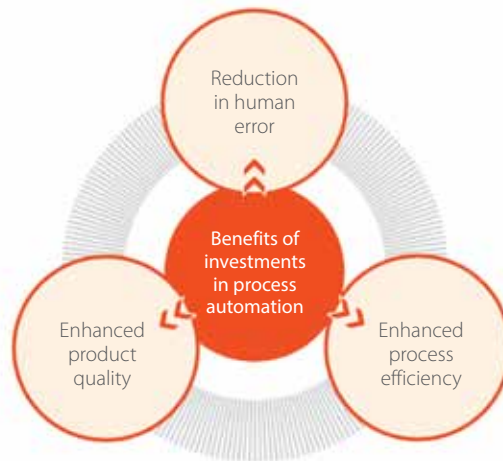 Reduction
in human
error
Benefits of
investments
in process
automation
Enhanced
product
quality
Enhanced
process
efficiency